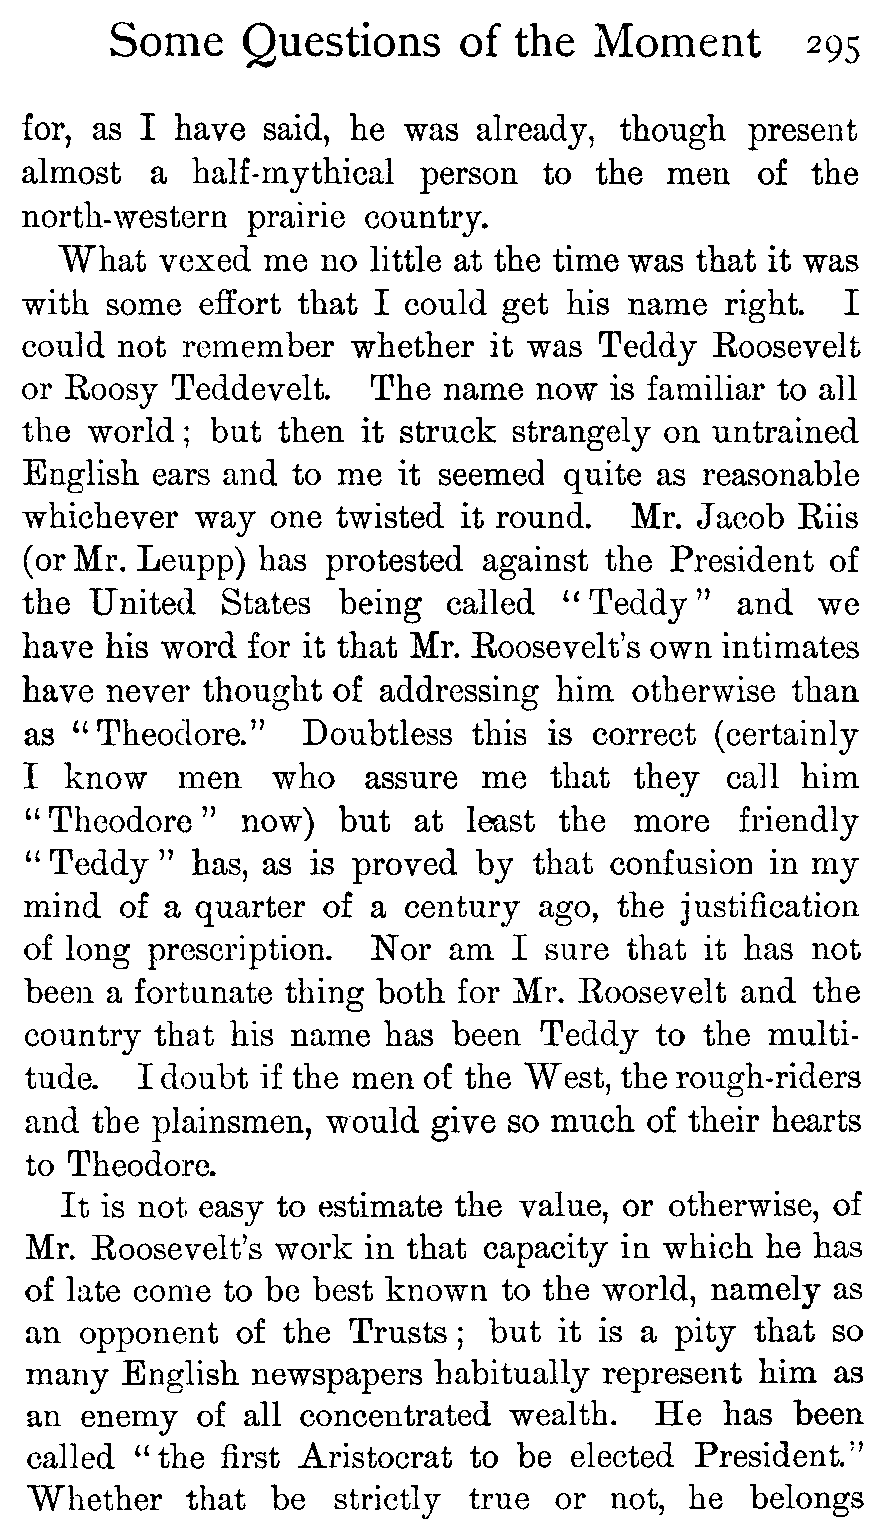 Some Questions of the Moment 295
for, as I have said, he was already, though present
almost a half-mythical person to the men of the
north-western prairie country.
What vexed me no little at the time was that it was
with some effort that I could get his name right. I
could not remember whether it was Teddy Roosevelt
or Roosy Teddevelt. The name now is familiar to all
the world; but then it struck strangely on untrained
English ears and to me it seemed quite as reasonable
whichever way one twisted it round. Mr. Jacob Riis
(or Mr. Leupp) has protested against the President of
the United States being called "Teddy" and we
have his word for it that Mr. Roosevelt's own intimates
have never thought of addressing him otherwise than
as "Theodore." Doubtless this is correct (certainly
I know men who assure me that they call him
"Theodore" now) but at least the more friendly
"Teddy" has, as is proved by that confusion in my
mind of a quarter of a century ago, the justification
of long prescription. Nor am I sure that it has not
been a fortunate thing both for Mr. Roosevelt and the
country that his name has been Teddy to the multi-
tude. I doubt if the men of the West, the rough-riders
and the plainsmen, would give so much of their hearts
to Theodore.
It is not easy to estimate the value, or otherwise, of
Mr. Roosevelt's work in that capacity in which he has
of late come to be best known to the world, namely as
an opponent of the Trusts; but it is a pity that so
many English newspapers habitually represent him as
an enemy of all concentrated wealth. He has been
called "the first Aristocrat to be elected President."
Whether that be strictly true or not, he belongs